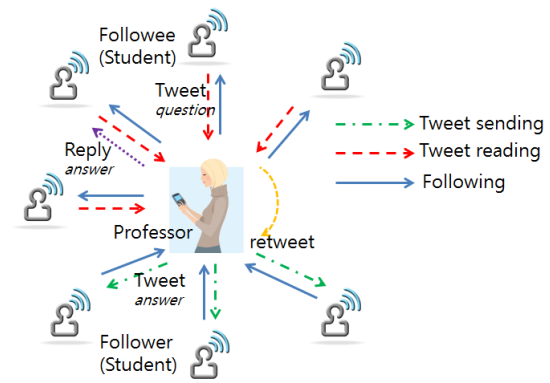 Followee
(Student)
Tweet
question
Reply
answer
Tweet sending
Tweet reading
Following
Professor
retweet
Tweet
answer
Follower
(Student)